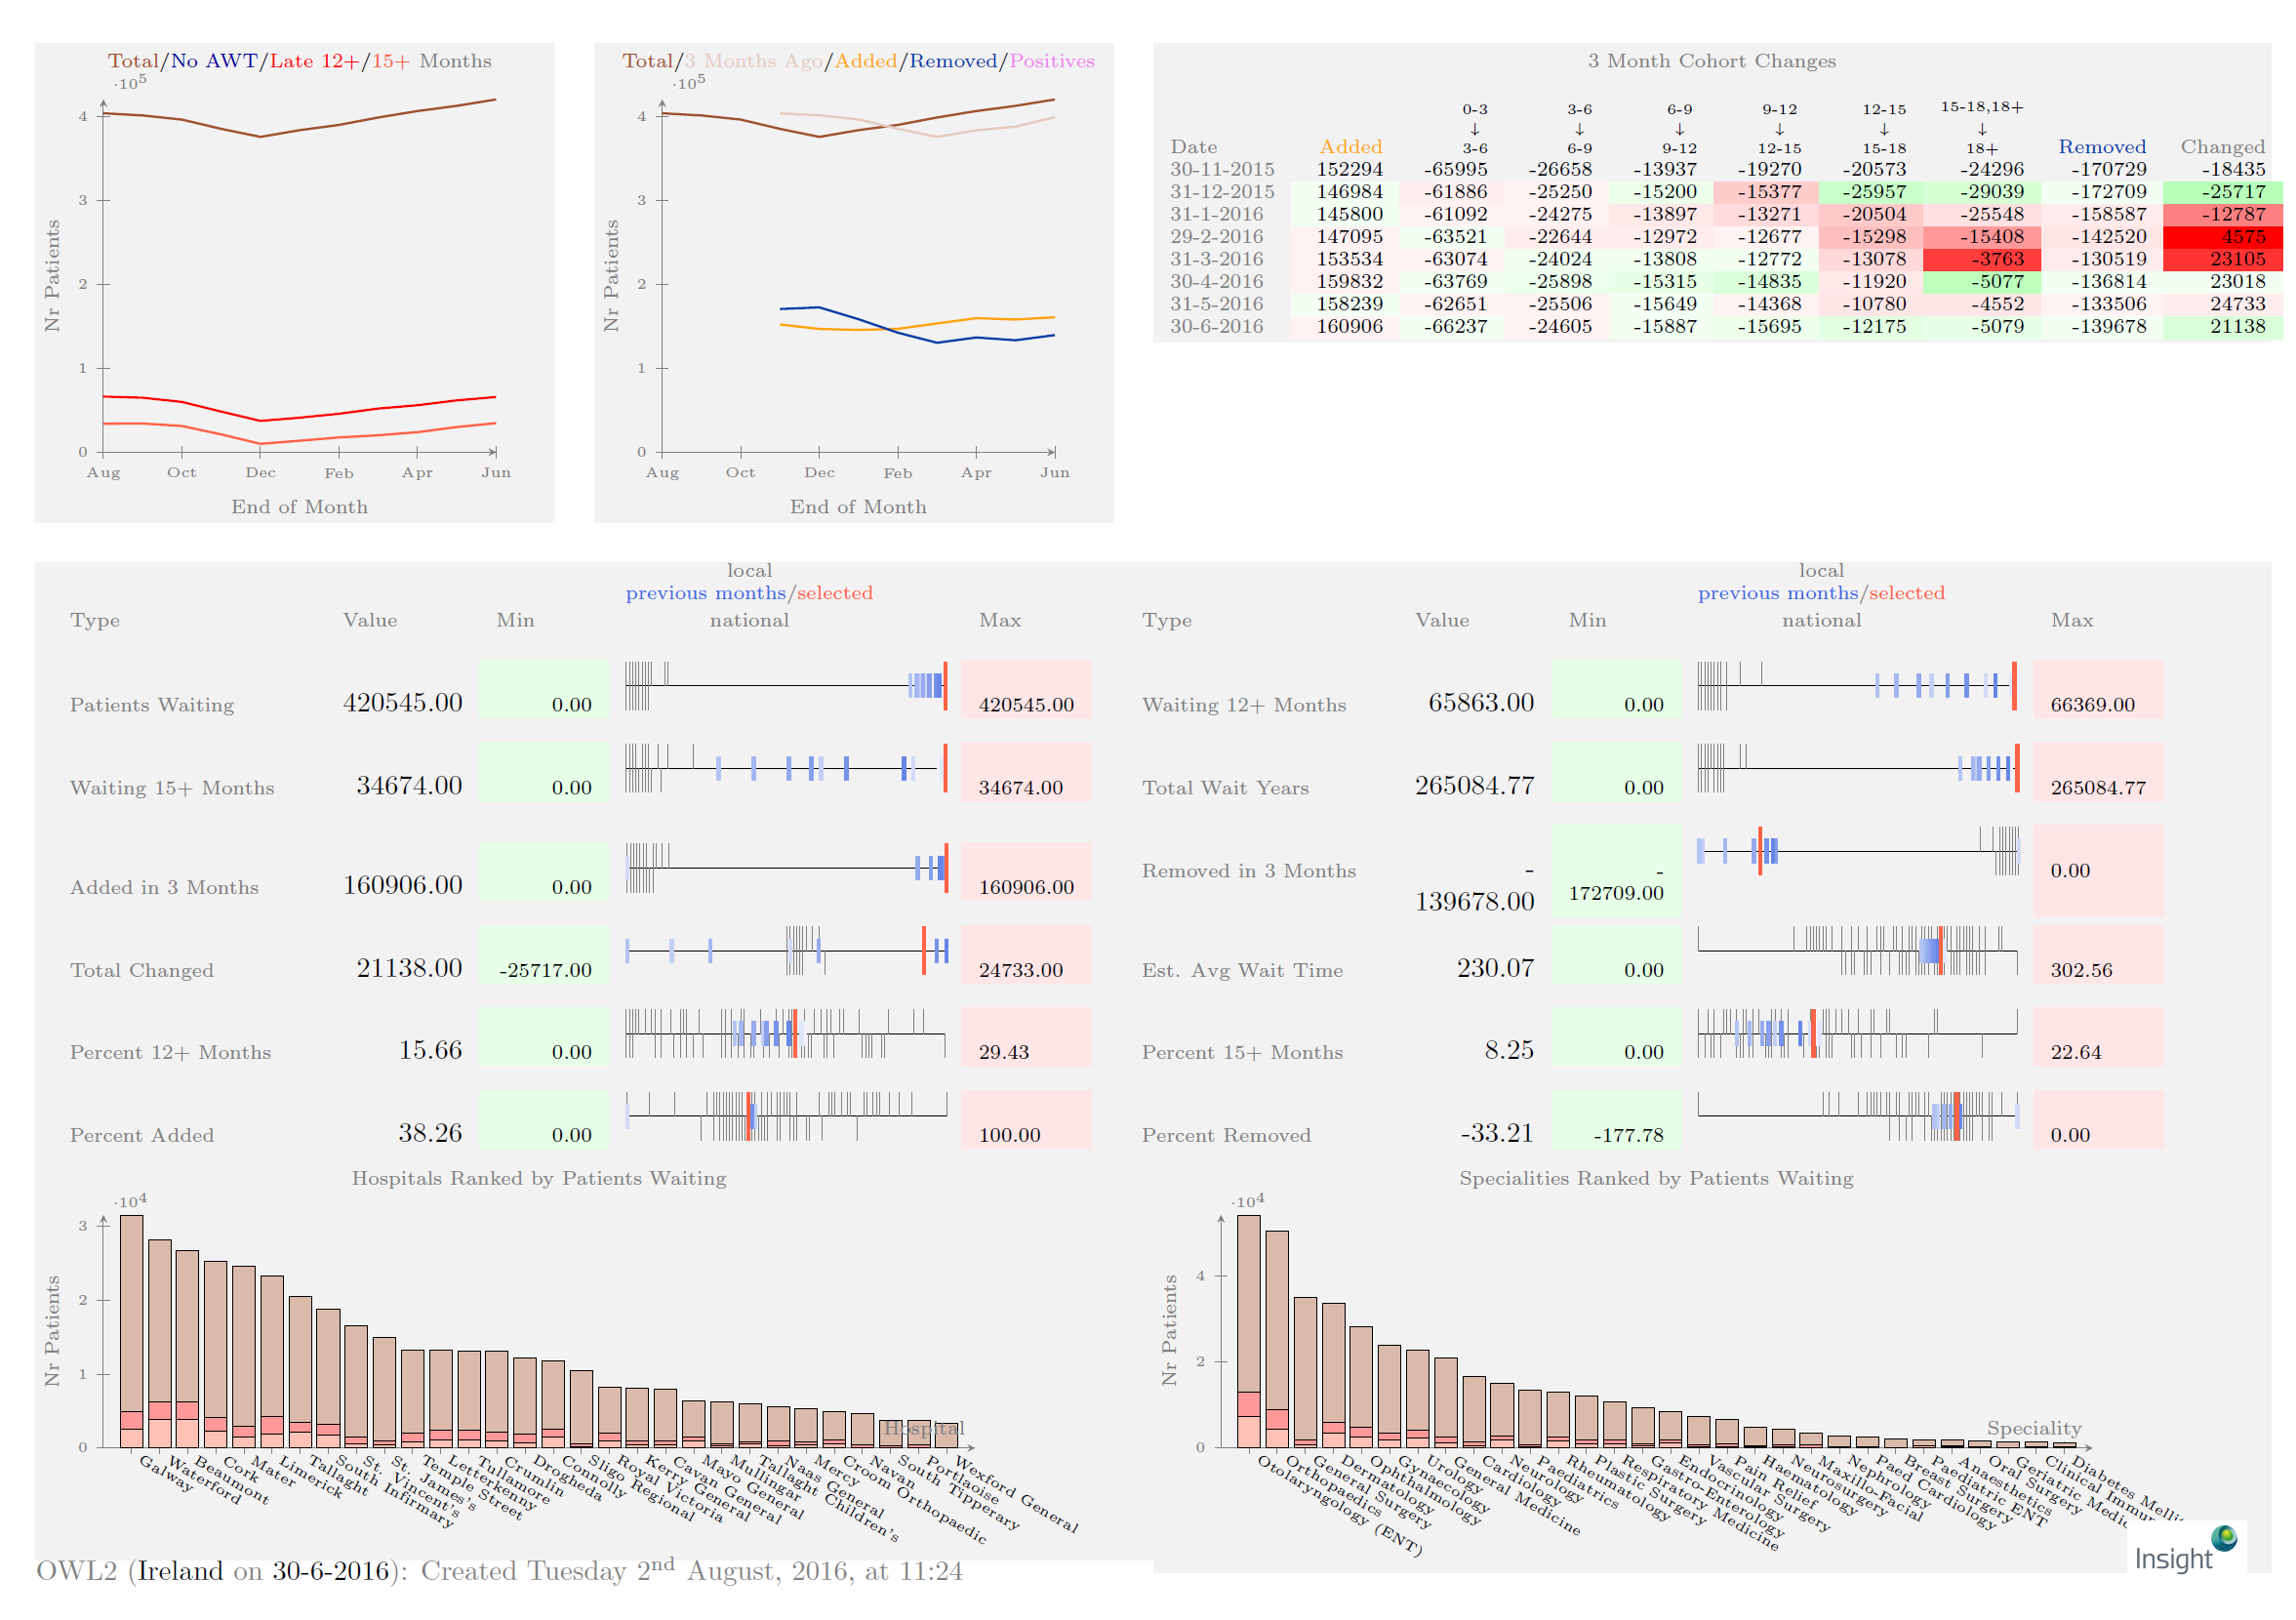 Total/No AWT/Late 12+/15+ Months
·10⁵
4
3
2
1
0
Nr Patients
Aug Oct Dec Feb Apr Jun
End of Month
Total/3 Months Ago/Added/Removed/Positives
·10⁵
4
3
2
1
0
Nr Patients
Aug Oct Dec Feb Apr Jun
End of Month
3 Month Cohort Changes
0-3 3-6 6-9 9-12 12-15 15-18,18+
↓ ↓ ↓ ↓ ↓ ↓
Date Added 3-6 6-9 9-12 12-15 15-18 18+ Removed Changed
30-11-2015 152294 -65995 -26658 -13937 -19270 -20573 -24296 -170729 -18435
31-12-2015 146984 -61886 -25250 -15200 -15377 -25957 -29039 -172709 -25717
31-1-2016 145800 -61092 -24275 -13897 -13271 -20504 -25548 -158587 -12787
29-2-2016 147095 -63521 -22644 -12972 -12677 -15298 -15408 -142520 4575
31-3-2016 153534 -63074 -24024 -13808 -12772 -13078 -3763 -130519 23105
30-4-2016 159832 -63769 -25898 -15315 -14835 -11920 -5077 -136814 23018
31-5-2016 158239 -62651 -25506 -15649 -14368 -10780 -4552 -133506 24733
30-6-2016 160906 -66237 -24605 -15887 -15695 -12175 -5079 -139678 21138
local
previous months/selected
Type Value Min national Max
Patients Waiting 420545.00 0.00 420545.00
Waiting 15+ Months 34674.00 0.00 34674.00
Added in 3 Months 160906.00 0.00 160906.00
Total Changed 21138.00 -25717.00 24733.00
Percent 12+ Months 15.66 0.00 29.43
Percent Added 38.26 0.00 100.00
local
previous months/selected
Type Value Min national Max
Waiting 12+ Months 65863.00 0.00 66369.00
Total Wait Years 265084.77 0.00 265084.77
Removed in 3 Months - - 0.00
139678.00 172709.00
Est. Avg Wait Time 230.07 0.00 302.56
Percent 15+ Months 8.25 0.00 22.64
Percent Removed -33.21 -177.78 0.00
Hospitals Ranked by Patients Waiting
·10⁴
3
2
1
0
Nr Patients
Hospital
Galway
Waterford
Beaumont
Cork
Mater
Limerick
Tallaght
South Infirmary
St. Vincent's
St. James's
Temple Street
Letterkenny
Tullamore
Crumlin
Drogheda
Connolly
Sligo Regional
Royal Victoria
Kerry General
Cavan General
Mayo General
Mullingar
Tallaght Children's
Naas General
Mercy
Croom Orthopaedic
Navan
South Tipperary
Portlaoise
Wexford General
Specialities Ranked by Patients Waiting
·10⁴
4
2
0
Nr Patients
Speciality
Otolaryngology (ENT)
Orthopaedics
General Surgery
Dermatology
Ophthalmology
Gynaecology
Urology
General Medicine
Cardiology
Neurology
Paediatrics
Rheumatology
Plastic Surgery
Respiratory Medicine
Gastro-Enterology
Endocrinology
Vascular Surgery
Pain Relief
Haematology
Neurosurgery
Maxillo-Facial
Nephrology
Paed Cardiology
Breast Surgery
Paediatric ENT
Anaesthetics
Oral Surgery
Geriatric Medic
Clinical Immu
Diabetes Mellit
OWL2 (Ireland on 30-6-2016): Created Tuesday 2nd August, 2016, at 11:24
Insight